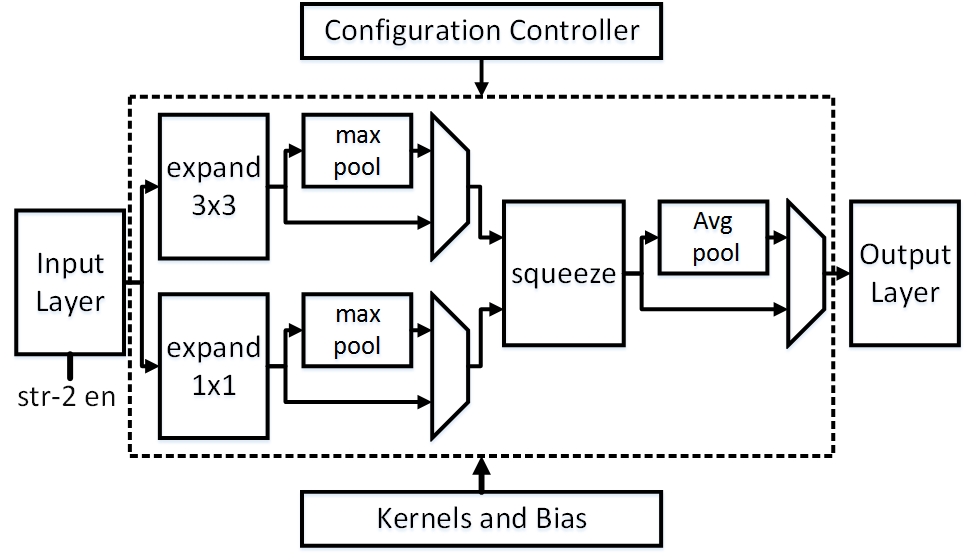 Configuration Controller
expand
3x3
max
pool
Input
Layer
str-2 en
expand
1x1
max
pool
squeeze
Avg
pool
Output
Layer
Kernels and Bias